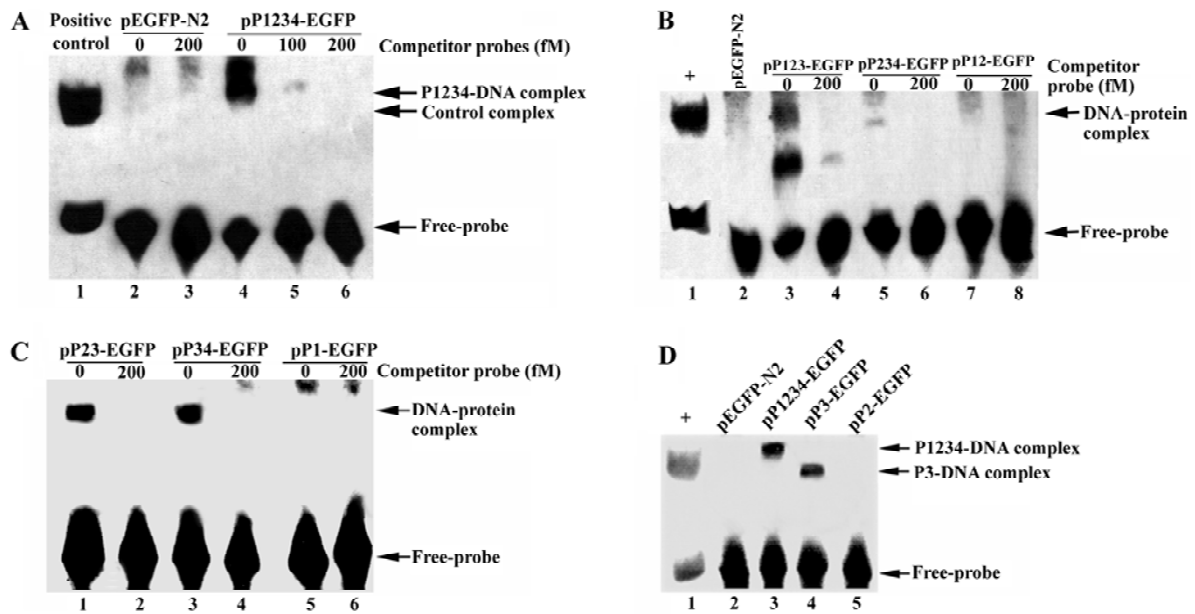 A
Positive control
pEGFP-N2
pP1234-EGFP
0 200 0 100 200 Competitor probes (fM)
P1234-DNA complex
Control complex
Free-probe
1 2 3 4 5 6
B
+
pEGFP-N2
pP123-EGFP pP234-EGFP pP12-EGFP
0 200 0 200 0 200
Competitor
probe (fM)
DNA-protein
complex
Free-probe
1 2 3 4 5 6 7 8
C
pP23-EGFP pP34-EGFP pP1-EGFP
0 200 0 200 0 200 Competitor probe (fM)
DNA-protein
complex
Free-probe
1 2 3 4 5 6
D
+
pEGFP-N2
pP1234-EGFP
pP3-EGFP
pP2-EGFP
P1234-DNA complex
P3-DNA complex
Free-probe
1 2 3 4 5